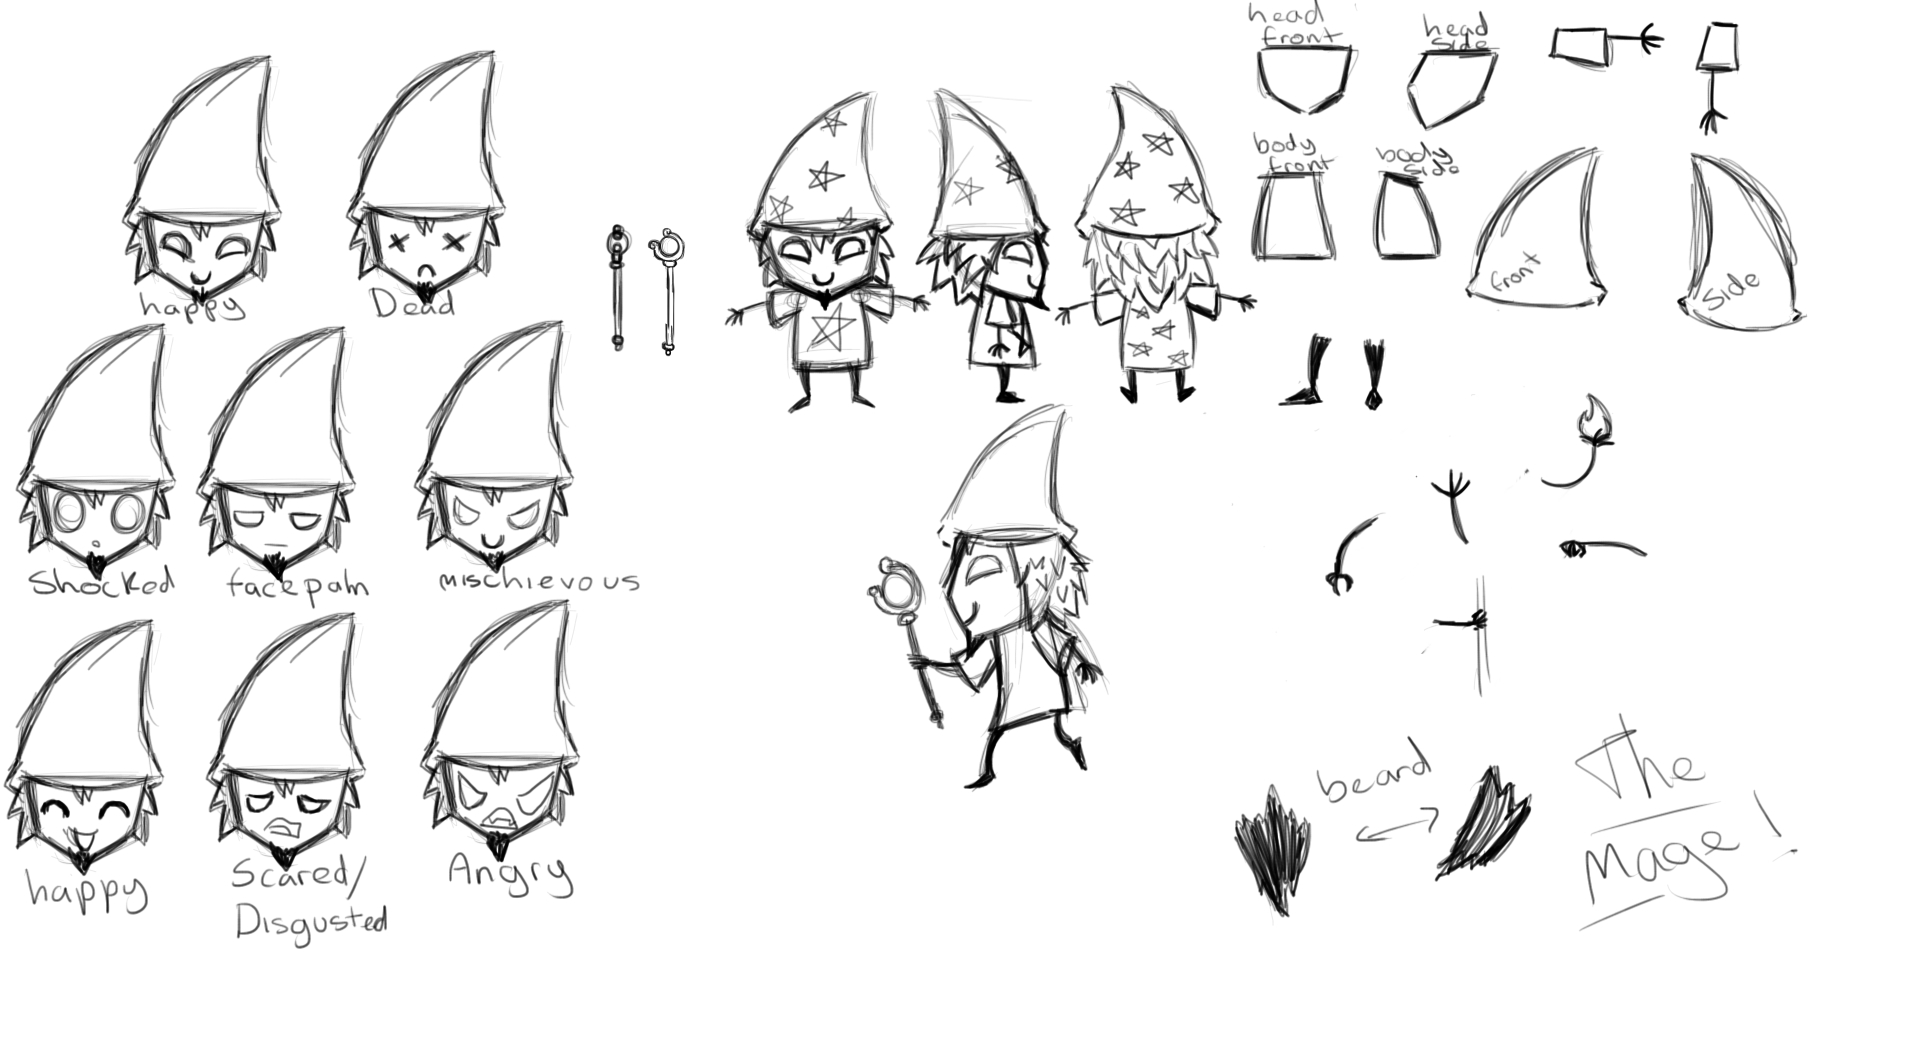 happy
Dead
Shocked
facepalm
mischievous
happy
Scared/
Disgusted
Angry
head
front
head
side
body
front
body
side
front
Side
beard
The
Mage!